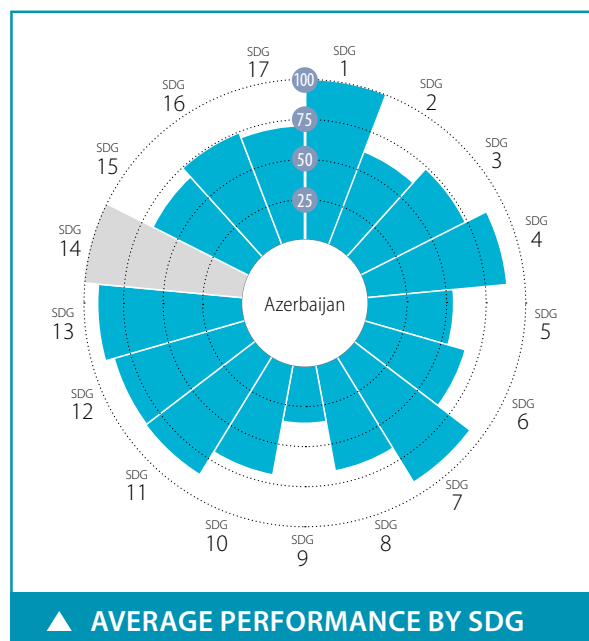 SDG
1
SDG
2
SDG
3
SDG
4
SDG
5
SDG
6
SDG
7
SDG
8
SDG
9
SDG
10
SDG
11
SDG
12
SDG
13
SDG
14
SDG
15
SDG
16
SDG
17
100
75
50
25
Azerbaijan
▲ AVERAGE PERFORMANCE BY SDG